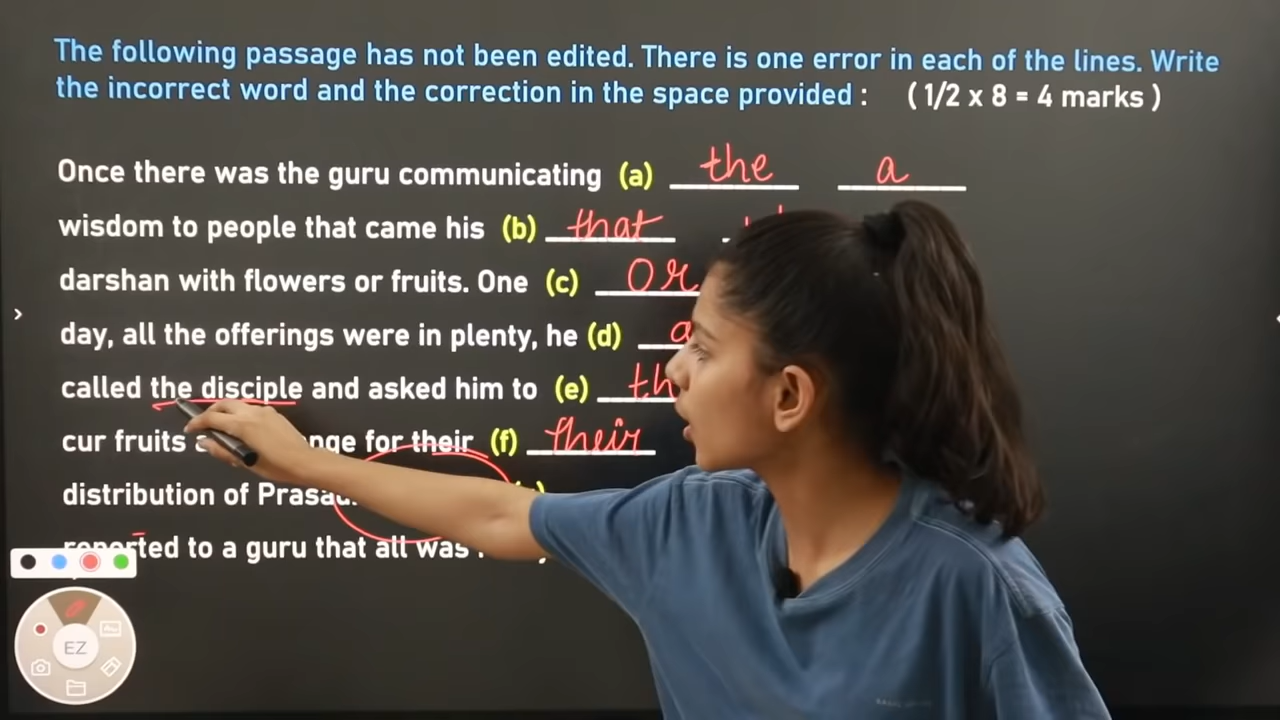 The following passage has not been edited. There is one error in each of the lines. Write
the incorrect word and the correction in the space provided : ( 1/2 x 8 = 4 marks )
Once there was the guru communicating (a) the a
wisdom to people that came his (b) that
darshan with flowers or fruits. One (c) or
day, all the offerings were in plenty, he (d)
called the disciple and asked him to (e)
cur fruits for their (f) their
distribution of
reported to a guru that all was
EZ